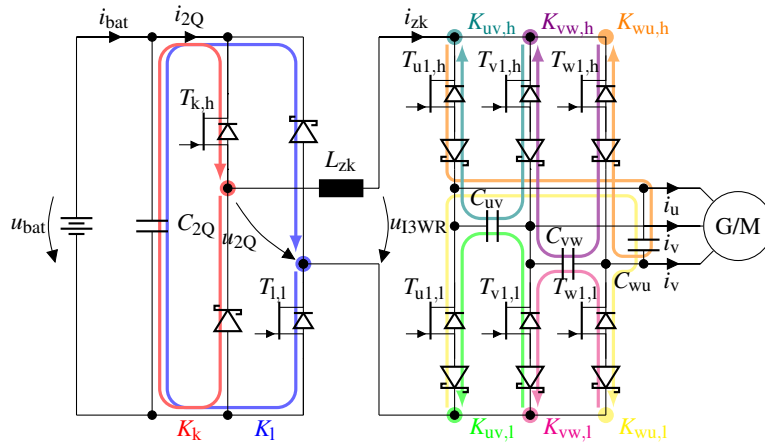 i_bat i_2Q i_zk K_uv,h K_vw,h K_wu,h
T_u1,h T_v1,h T_w1,h
T_k,h
L_zk
u_bat C_2Q u_2Q u_I3WR C_uv i_u G/M
C_vw i_v
C_wu i_v
T_l,l T_u1,l T_v1,l T_w1,l
K_k K_l K_uv,l K_vw,l K_wu,l